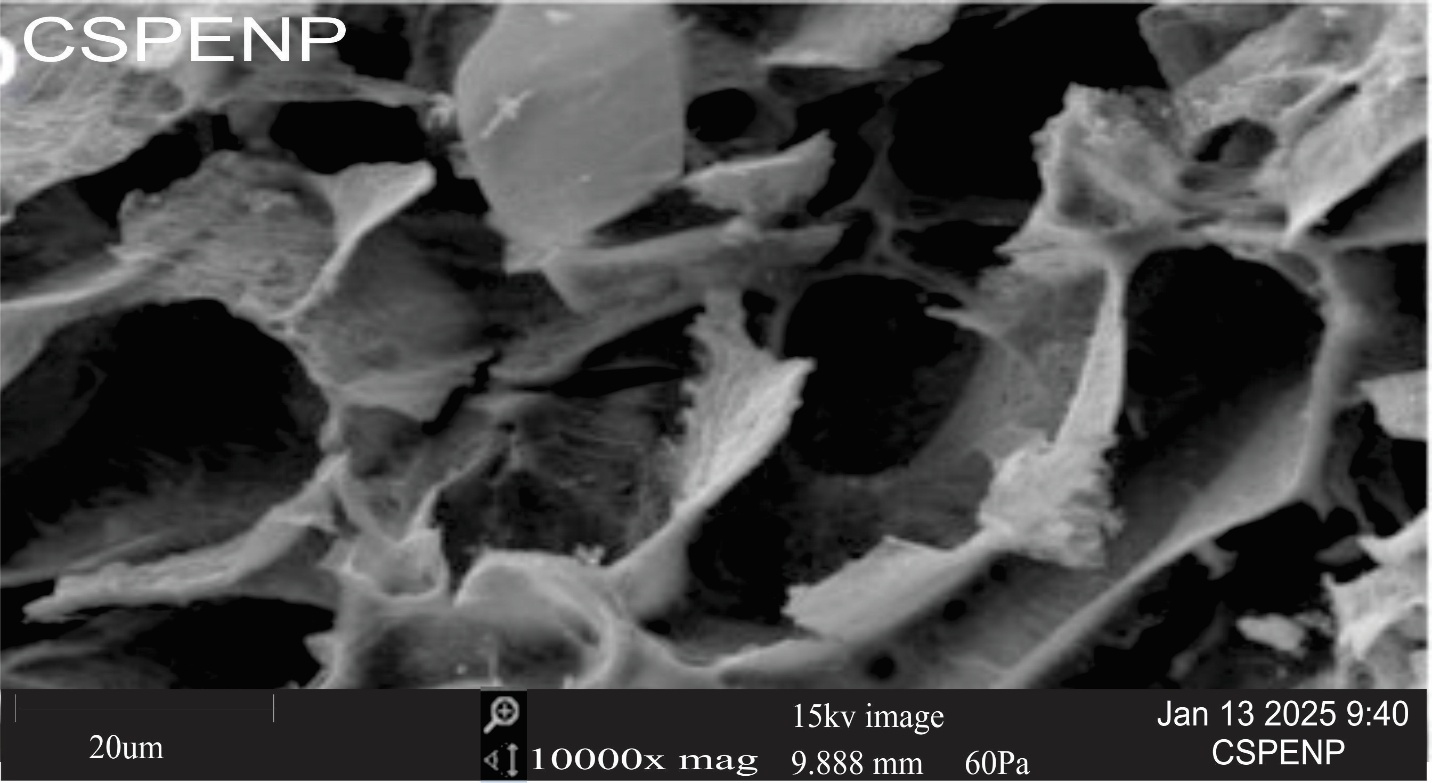 CSPENP
20um
10000x mag
15kv image
9.888 mm 60Pa
Jan 13 2025 9:40
CSPENP